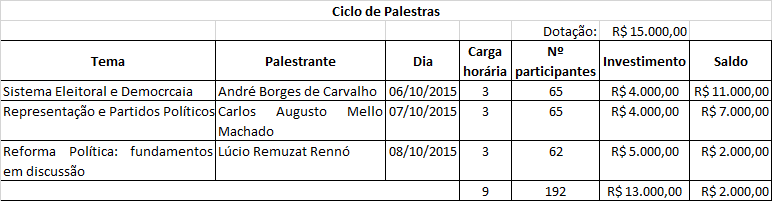 Ciclo de Palestras
Dotação: R$ 15.000,00
Tema Palestrante Dia Carga horária Nº participantes Investimento Saldo
Sistema Eleitoral e Democrcaia André Borges de Carvalho 06/10/2015 3 65 R$ 4.000,00 R$ 11.000,00
Representação e Partidos Políticos Carlos Augusto Mello Machado 07/10/2015 3 65 R$ 4.000,00 R$ 7.000,00
Reforma Política: fundamentos em discussão Lúcio Remuzat Rennó 08/10/2015 3 62 R$ 5.000,00 R$ 2.000,00
9 192 R$ 13.000,00 R$ 2.000,00